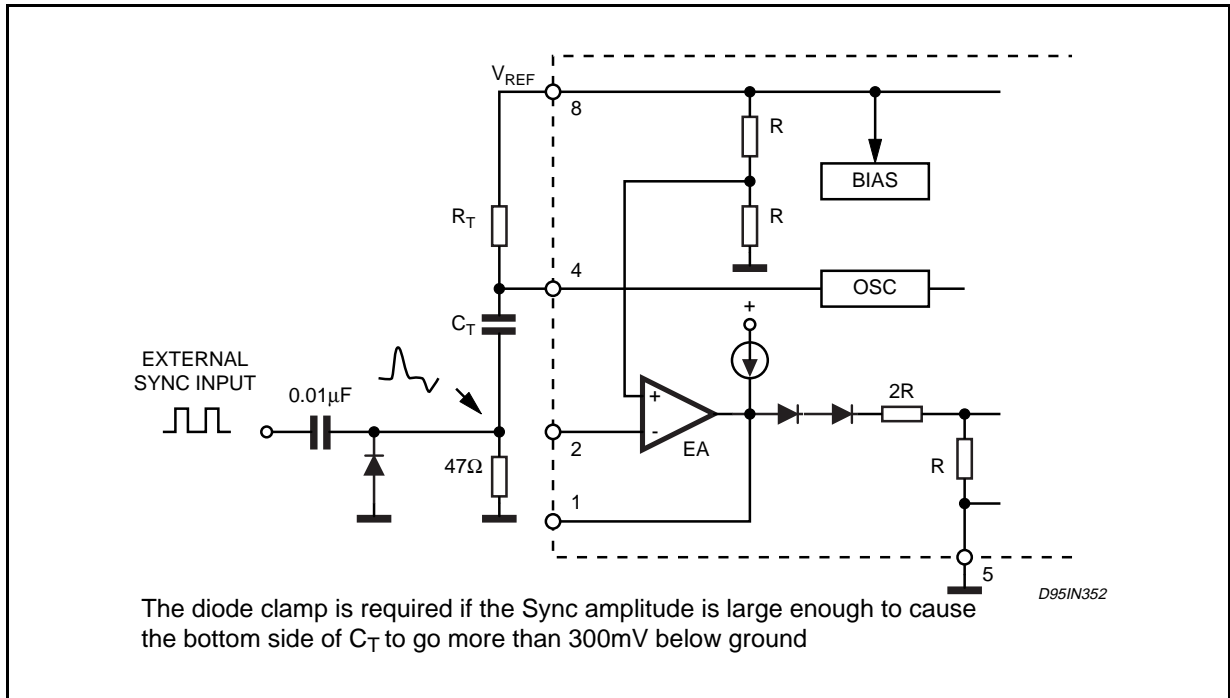 VREF
8
R
BIAS
RT
R
4
OSC
CT
+
EXTERNAL
SYNC INPUT
0.01μF
2R
+
-
EA
2
47Ω
R
1
5
D95IN352
The diode clamp is required if the Sync amplitude is large enough to cause
the bottom side of CT to go more than 300mV below ground